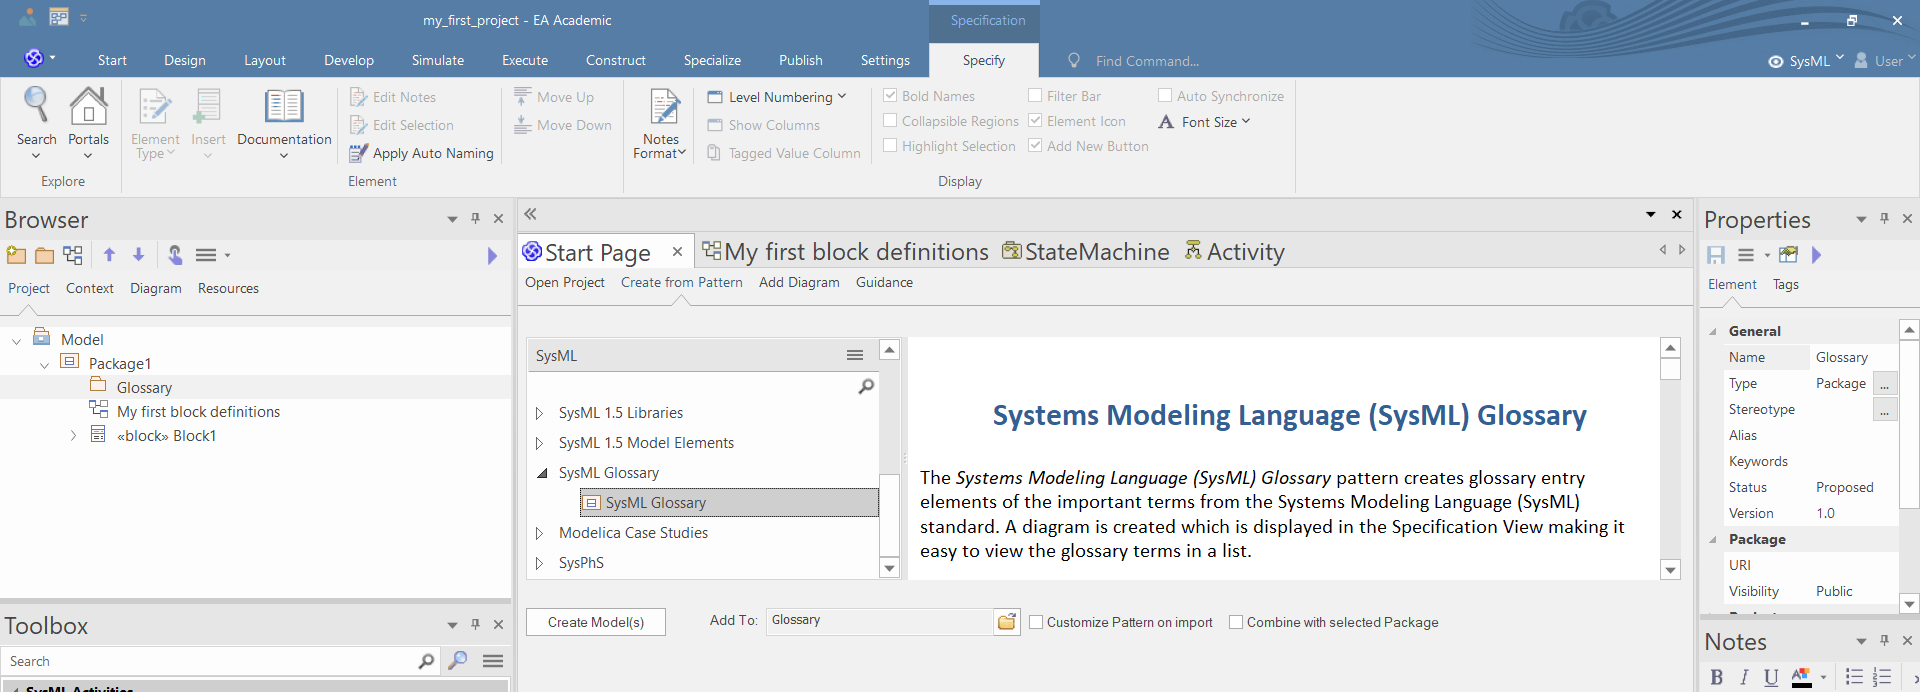 my_first_project - EA Academic
Specification
Start Design Layout Develop Simulate Execute Construct Specialize Publish Settings Specify Find Command... SysML User
Search Portals Element Type Insert Documentation
Edit Notes
Edit Selection
Apply Auto Naming
Move Up
Move Down
Notes Format
Level Numbering
Show Columns
Tagged Value Column
Bold Names Filter Bar Auto Synchronize
Collapsible Regions Element Icon Font Size
Highlight Selection Add New Button
Explore Element Display
Browser
Project Context Diagram Resources
Model
Package1
Glossary
My first block definitions
«block» Block1
Toolbox
Search
SysML Activities
Start Page My first block definitions StateMachine Activity
Open Project Create from Pattern Add Diagram Guidance
SysML
SysML 1.5 Libraries
SysML 1.5 Model Elements
SysML Glossary
SysML Glossary
Modelica Case Studies
SysPhS
Systems Modeling Language (SysML) Glossary
The Systems Modeling Language (SysML) Glossary pattern creates glossary entry
elements of the important terms from the Systems Modeling Language (SysML)
standard. A diagram is created which is displayed in the Specification View making it
easy to view the glossary terms in a list.
Create Model(s) Add To: Glossary Customize Pattern on import Combine with selected Package
Properties
Element Tags
General
Name Glossary
Type Package ...
Stereotype ...
Alias
Keywords
Status Proposed
Version 1.0
Package
URI
Visibility Public
Notes
B I U A